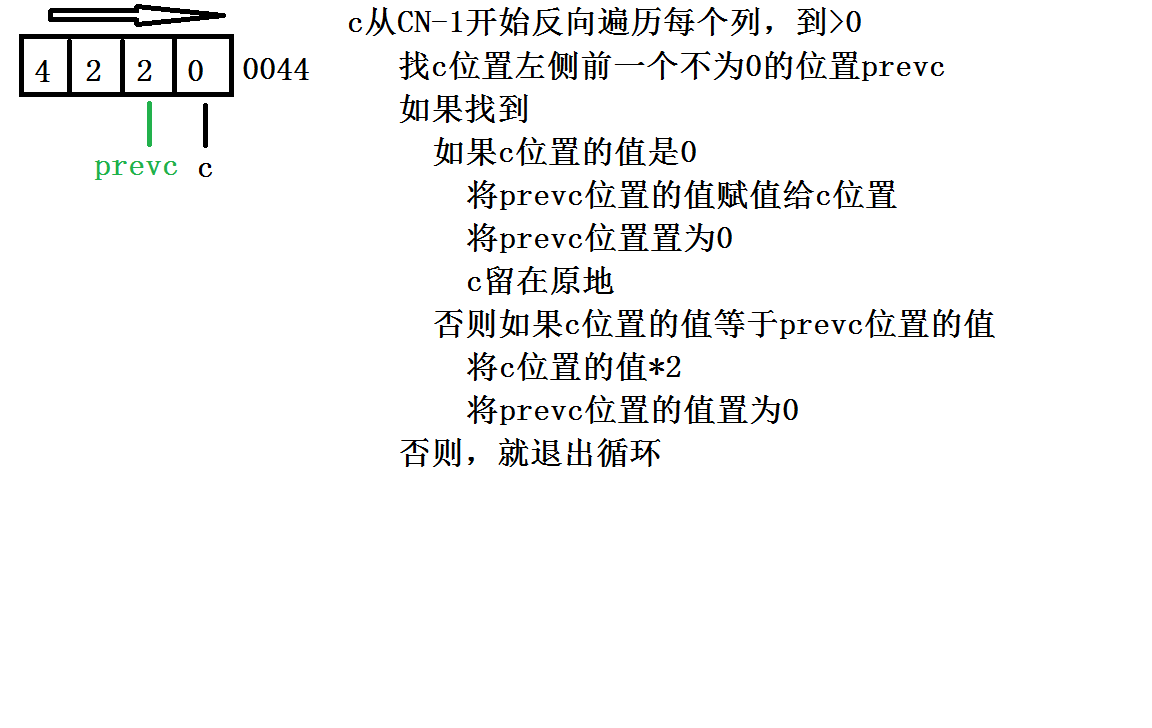 4 2 2 0 0044
prevc c
c从CN-1开始反向遍历每个列，到>0
找c位置左侧前一个不为0的位置prevc
如果找到
如果c位置的值是0
将prevc位置的值赋值给c位置
将prevc位置置为0
c留在原地
否则如果c位置的值等于prevc位置的值
将c位置的值*2
将prevc位置的值置为0
否则，就退出循环